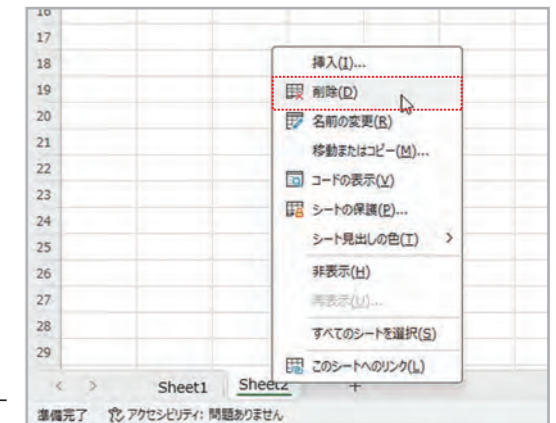 16
17
18
19
20
21
22
23
24
25
26
27
28
29
挿入(I)...
削除(D)
名前の変更(R)
移動またはコピー(M)...
コードの表示(V)
シートの保護(P)...
シート見出しの色(T) >
非表示(H)
再表示(U)...
すべてのシートを選択(S)
このシートへのリンク(L)
< > Sheet1 Sheet2 +
準備完了 アクセシビリティ: 問題ありません